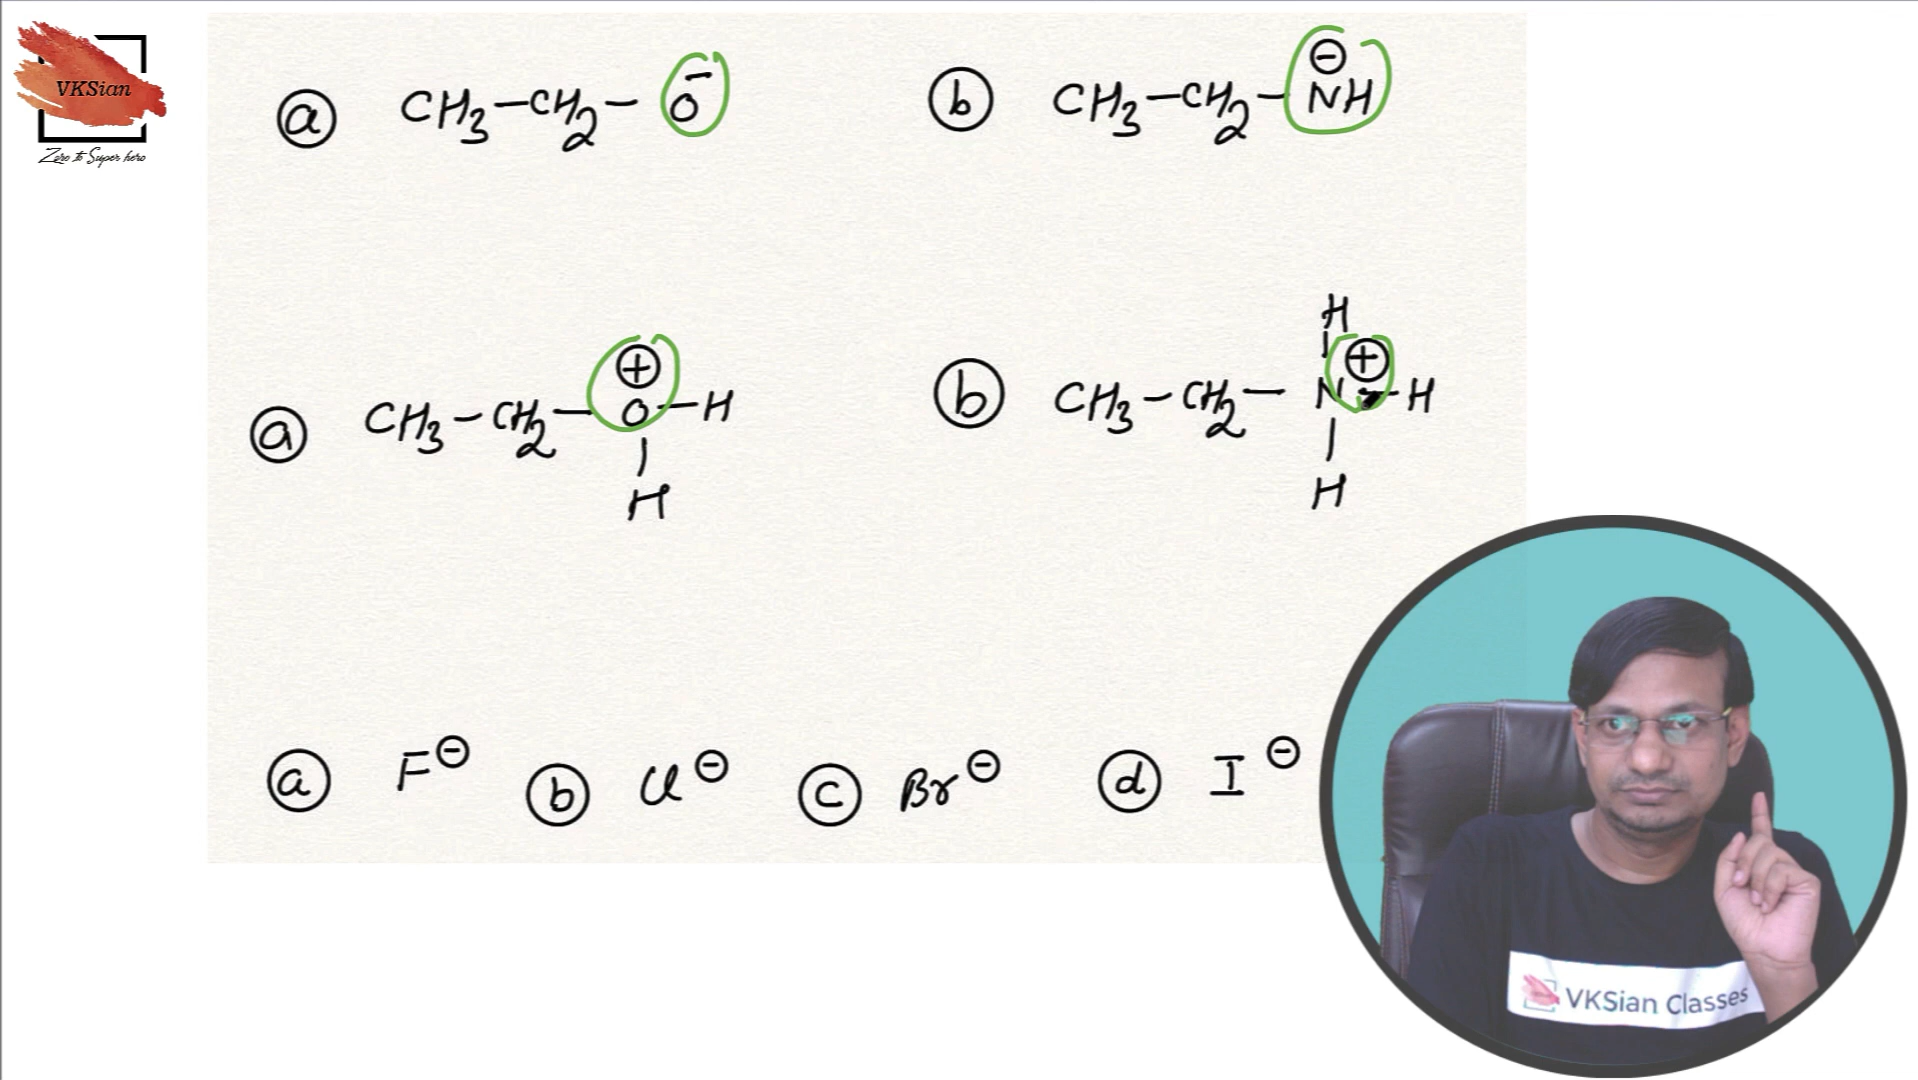 VKSian
Zero to Super hero
ⓐ CH₃—CH₂—O⁻
ⓑ CH₃—CH₂—NH⊖
H
ⓐ CH₃—CH₂—O⊕—H
H
ⓑ CH₃—CH₂—N⊕—H
H
ⓐ F⊖ ⓑ Cl⊖ ⓒ Br⊖ ⓓ I⊖
VKSian Classes